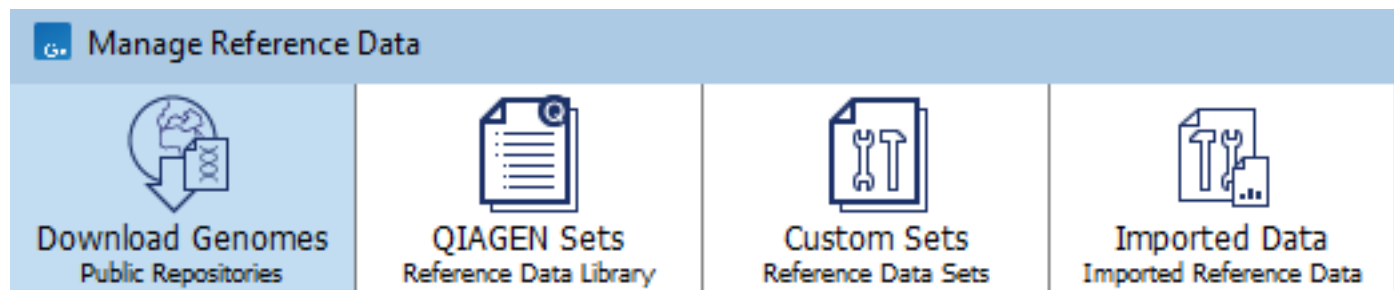 G. Manage Reference Data
Download Genomes
Public Repositories
QIAGEN Sets
Reference Data Library
Custom Sets
Reference Data Sets
Imported Data
Imported Reference Data